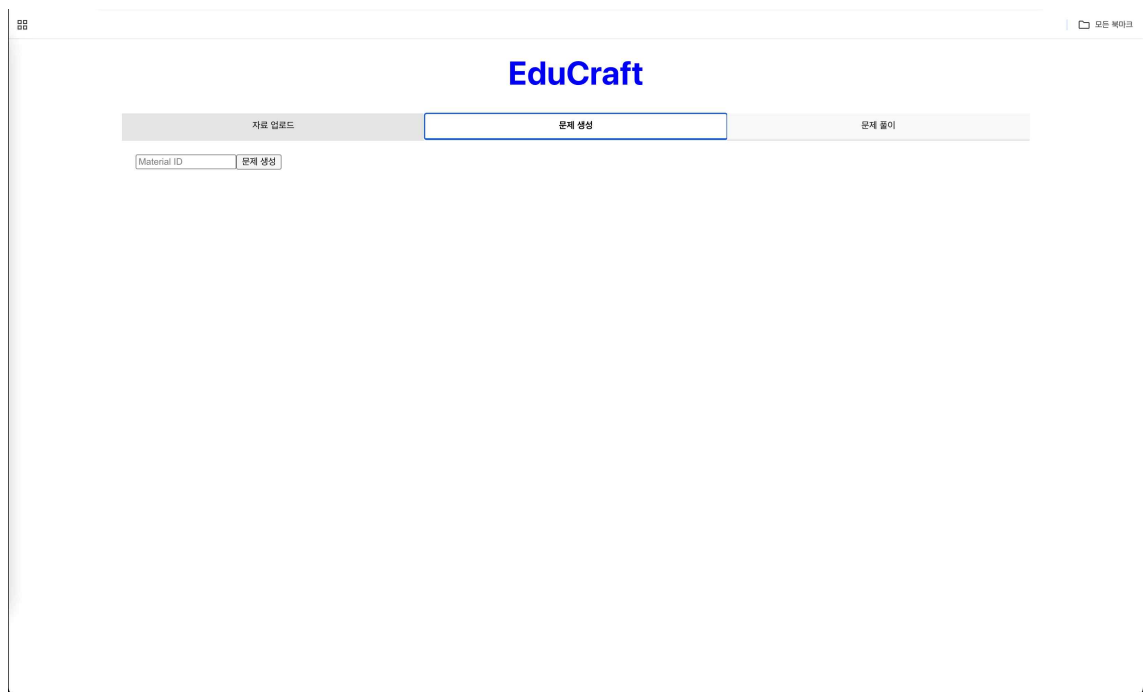 모든 북마크
EduCraft
자료 업로드 문제 생성 문제 풀이
Material ID 문제 생성